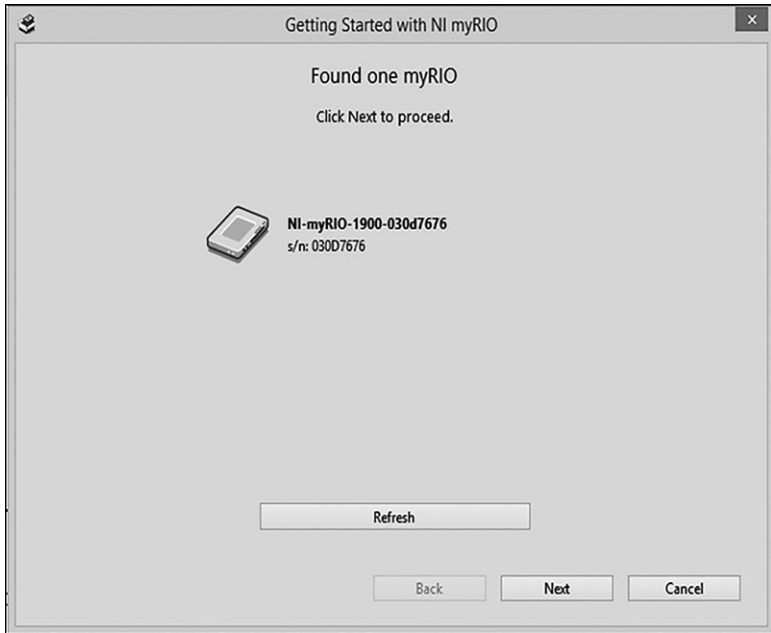 Getting Started with NI myRIO
Found one myRIO
Click Next to proceed.
NI-myRIO-1900-030d7676
s/n: 030D7676
Refresh
Back
Next
Cancel